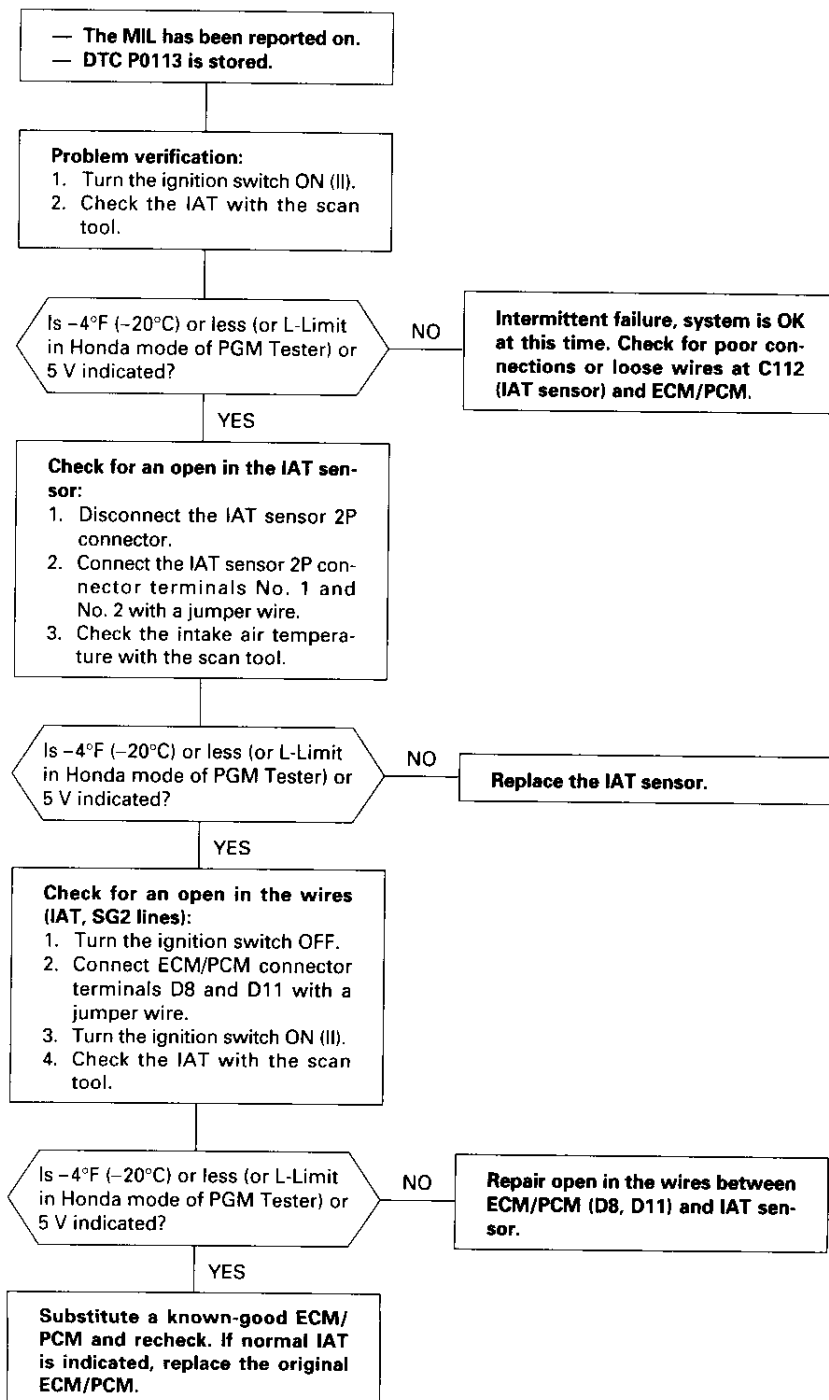 — The MIL has been reported on.
— DTC P0113 is stored.
Problem verification:
1. Turn the ignition switch ON (II).
2. Check the IAT with the scan
tool.
Is –4°F (–20°C) or less (or L-Limit
in Honda mode of PGM Tester) or
5 V indicated?
NO
Intermittent failure, system is OK
at this time. Check for poor con-
nections or loose wires at C112
(IAT sensor) and ECM/PCM.
YES
Check for an open in the IAT sen-
sor:
1. Disconnect the IAT sensor 2P
connector.
2. Connect the IAT sensor 2P con-
nector terminals No. 1 and
No. 2 with a jumper wire.
3. Check the intake air tempera-
ture with the scan tool.
Is –4°F (–20°C) or less (or L-Limit
in Honda mode of PGM Tester) or
5 V indicated?
NO
Replace the IAT sensor.
YES
Check for an open in the wires
(IAT, SG2 lines):
1. Turn the ignition switch OFF.
2. Connect ECM/PCM connector
terminals D8 and D11 with a
jumper wire.
3. Turn the ignition switch ON (II).
4. Check the IAT with the scan
tool.
Is –4°F (–20°C) or less (or L-Limit
in Honda mode of PGM Tester) or
5 V indicated?
NO
Repair open in the wires between
ECM/PCM (D8, D11) and IAT sen-
sor.
YES
Substitute a known-good ECM/
PCM and recheck. If normal IAT
is indicated, replace the original
ECM/PCM.